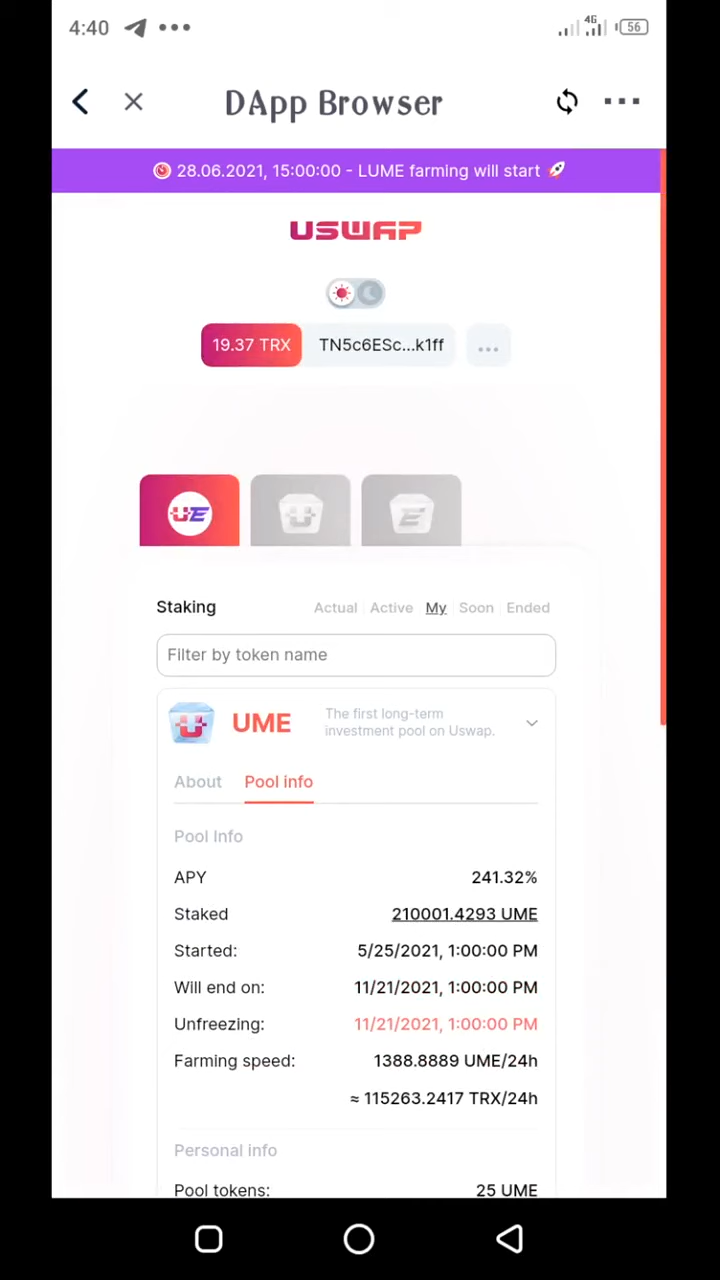 4:40 4G 56
DApp Browser
28.06.2021, 15:00:00 - LUME farming will start
USWAP
19.37 TRX TN5c6ESc...k1ff ...
UE U E
Staking Actual Active My Soon Ended
Filter by token name
U UME The first long-term
investment pool on Uswap.
About Pool info
Pool Info
APY 241.32%
Staked 210001.4293 UME
Started: 5/25/2021, 1:00:00 PM
Will end on: 11/21/2021, 1:00:00 PM
Unfreezing: 11/21/2021, 1:00:00 PM
Farming speed: 1388.8889 UME/24h
≈ 115263.2417 TRX/24h
Personal info
Pool tokens: 25 UME